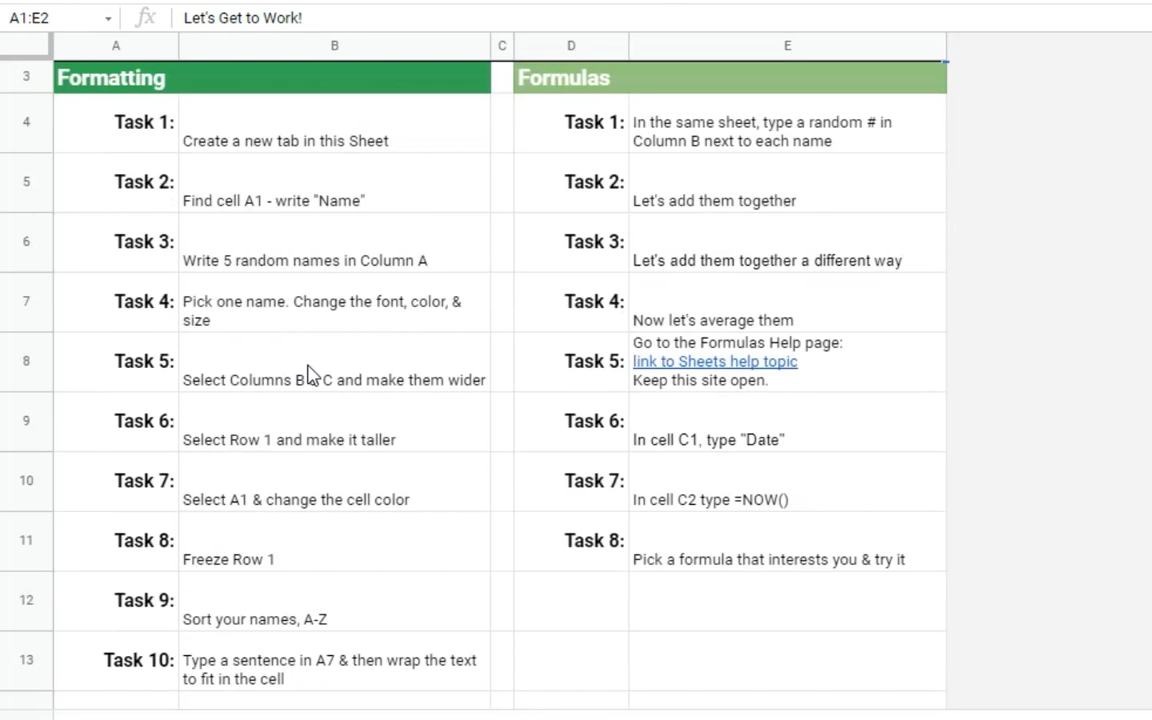 A1:E2
fx
Let's Get to Work!
A B C D E
3 Formatting Formulas
4 Task 1: Create a new tab in this Sheet Task 1: In the same sheet, type a random # in
Column B next to each name
5 Task 2: Find cell A1 - write "Name" Task 2: Let's add them together
6 Task 3: Write 5 random names in Column A Task 3: Let's add them together a different way
7 Task 4: Pick one name. Change the font, color, &
size
Task 4: Now let's average them
8 Task 5: Select Columns B C and make them wider Task 5: Go to the Formulas Help page:
link to Sheets help topic
Keep this site open.
9 Task 6: Select Row 1 and make it taller Task 6: In cell C1, type "Date"
10 Task 7: Select A1 & change the cell color Task 7: In cell C2 type =NOW()
11 Task 8: Freeze Row 1 Task 8: Pick a formula that interests you & try it
12 Task 9: Sort your names, A-Z
13 Task 10: Type a sentence in A7 & then wrap the text
to fit in the cell